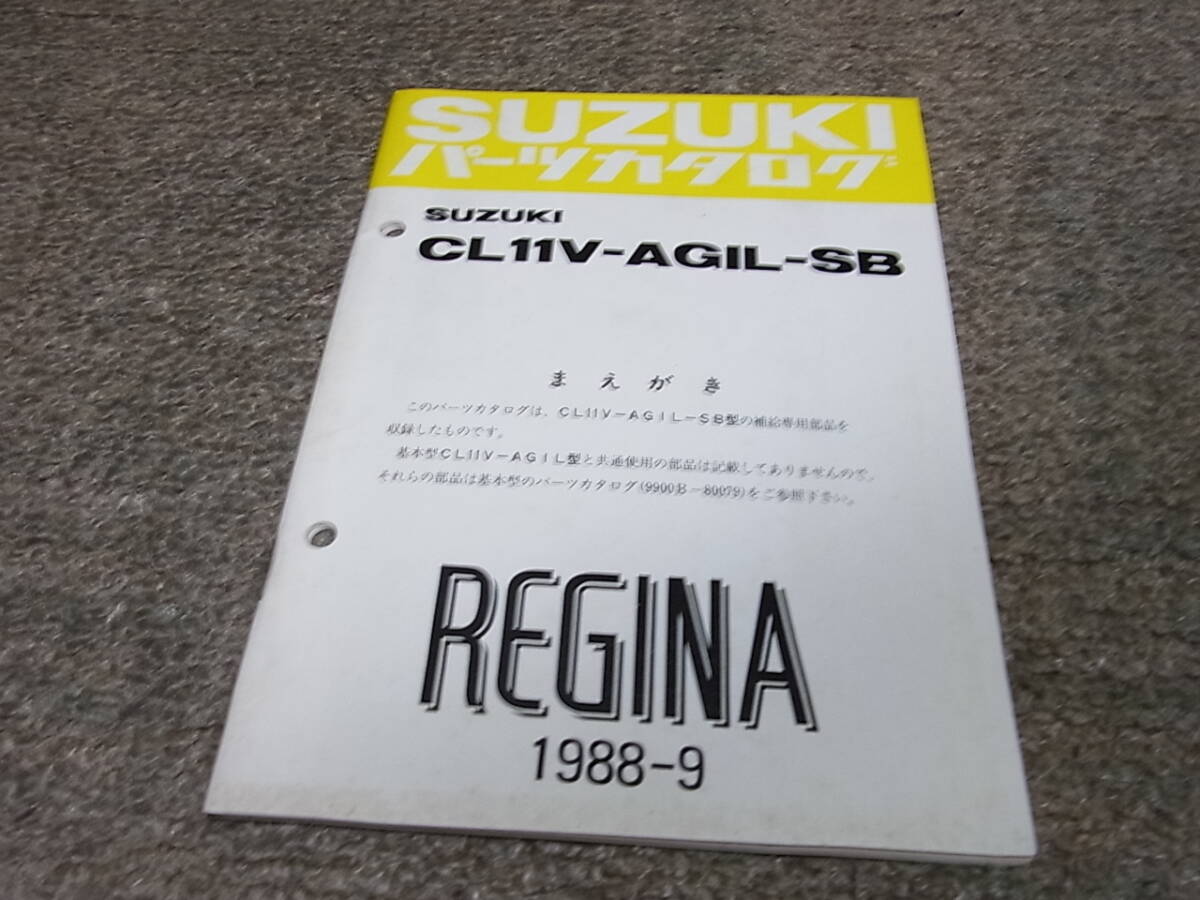 SUZUKI
パーツカタログ
SUZUKI
CL11V-AGIL-SB
まえがき
このパーツカタログは、CL11V-AGIL-SB型の補給専用部品を
収録したものです。
基本型CL11V-AGIL型と共通使用の部品は記載してありませんので、
それらの部品は基本型のパーツカタログ(9900B-80079)をご参照下さい。
REGINA
1988-9